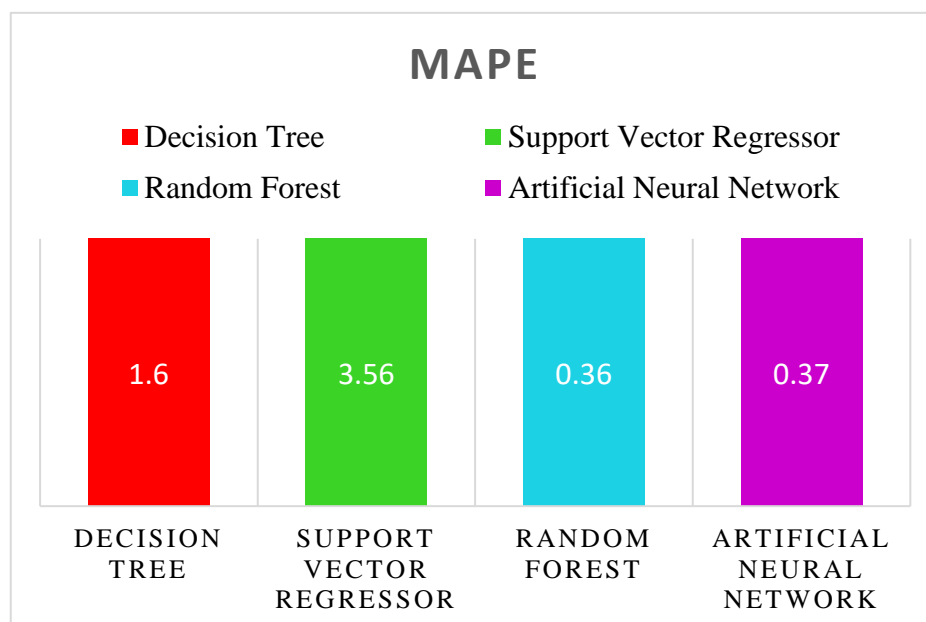 MAPE
Decision Tree
Support Vector Regressor
Random Forest
Artificial Neural Network
1.6
3.56
0.36
0.37
DECISION
TREE
SUPPORT
VECTOR
REGRESSOR
RANDOM
FOREST
ARTIFICIAL
NEURAL
NETWORK